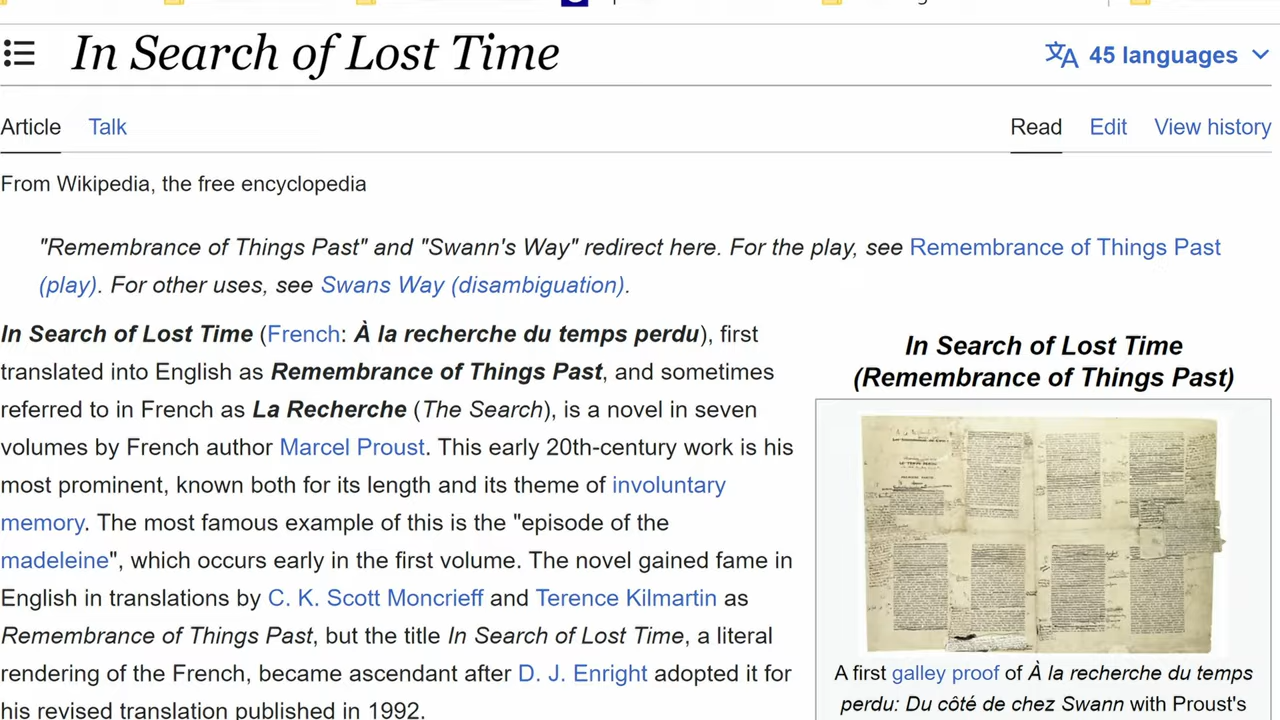 In Search of Lost Time
45 languages
Article Talk
Read Edit View history
From Wikipedia, the free encyclopedia
"Remembrance of Things Past" and "Swann's Way" redirect here. For the play, see Remembrance of Things Past
(play). For other uses, see Swans Way (disambiguation).
In Search of Lost Time (French: À la recherche du temps perdu), first
translated into English as Remembrance of Things Past, and sometimes
referred to in French as La Recherche (The Search), is a novel in seven
volumes by French author Marcel Proust. This early 20th-century work is his
most prominent, known both for its length and its theme of involuntary
memory. The most famous example of this is the "episode of the
madeleine", which occurs early in the first volume. The novel gained fame in
English in translations by C. K. Scott Moncrieff and Terence Kilmartin as
Remembrance of Things Past, but the title In Search of Lost Time, a literal
rendering of the French, became ascendant after D. J. Enright adopted it for
his revised translation published in 1992.
In Search of Lost Time
(Remembrance of Things Past)
A first galley proof of À la recherche du temps
perdu: Du côté de chez Swann with Proust's